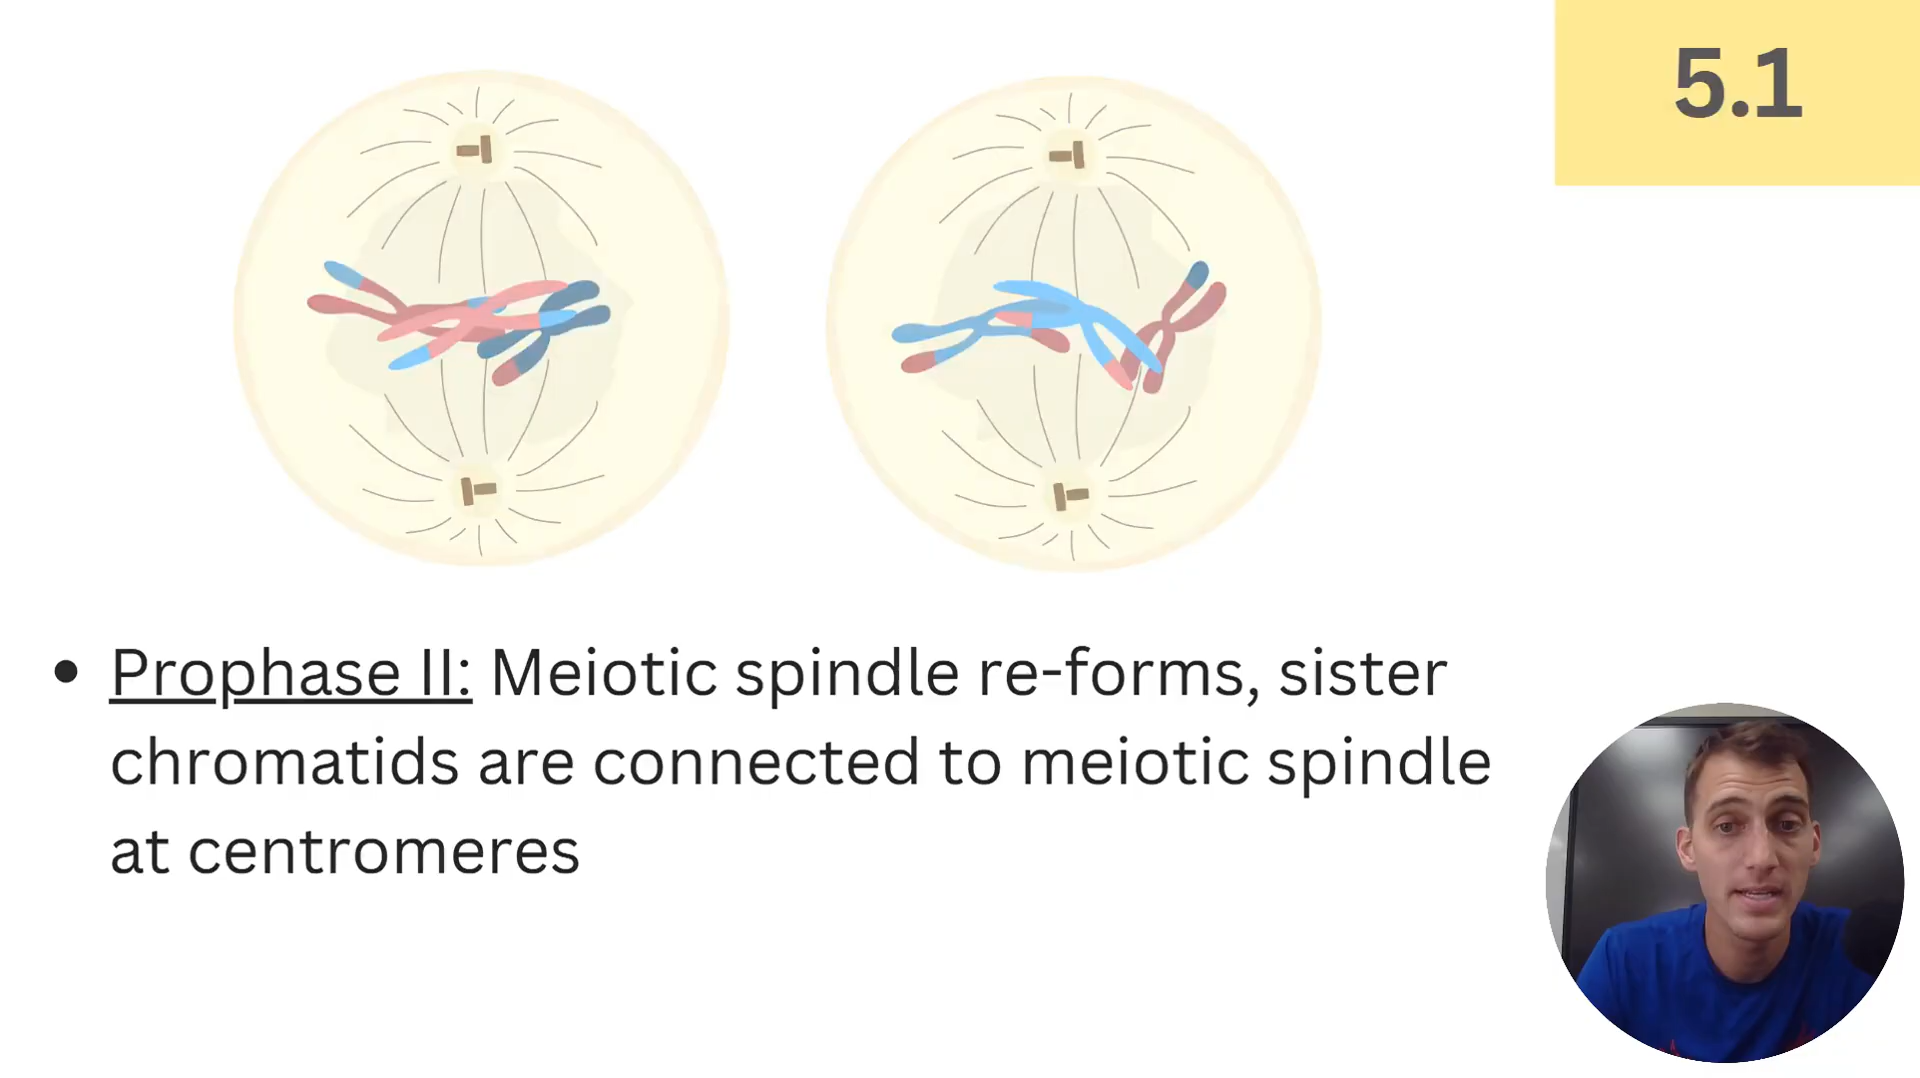 5.1
• Prophase II: Meiotic spindle re-forms, sister
chromatids are connected to meiotic spindle
at centromeres